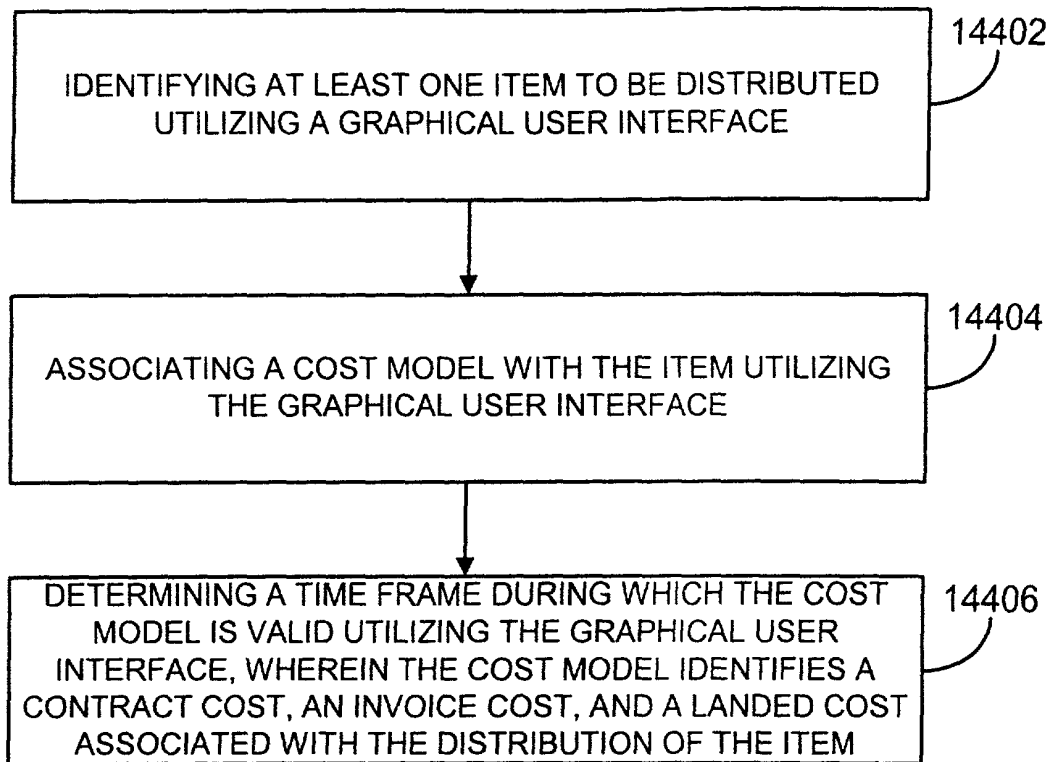 14402
IDENTIFYING AT LEAST ONE ITEM TO BE DISTRIBUTED
UTILIZING A GRAPHICAL USER INTERFACE
14404
ASSOCIATING A COST MODEL WITH THE ITEM UTILIZING
THE GRAPHICAL USER INTERFACE
14406
DETERMINING A TIME FRAME DURING WHICH THE COST
MODEL IS VALID UTILIZING THE GRAPHICAL USER
INTERFACE, WHEREIN THE COST MODEL IDENTIFIES A
CONTRACT COST, AN INVOICE COST, AND A LANDED COST
ASSOCIATED WITH THE DISTRIBUTION OF THE ITEM